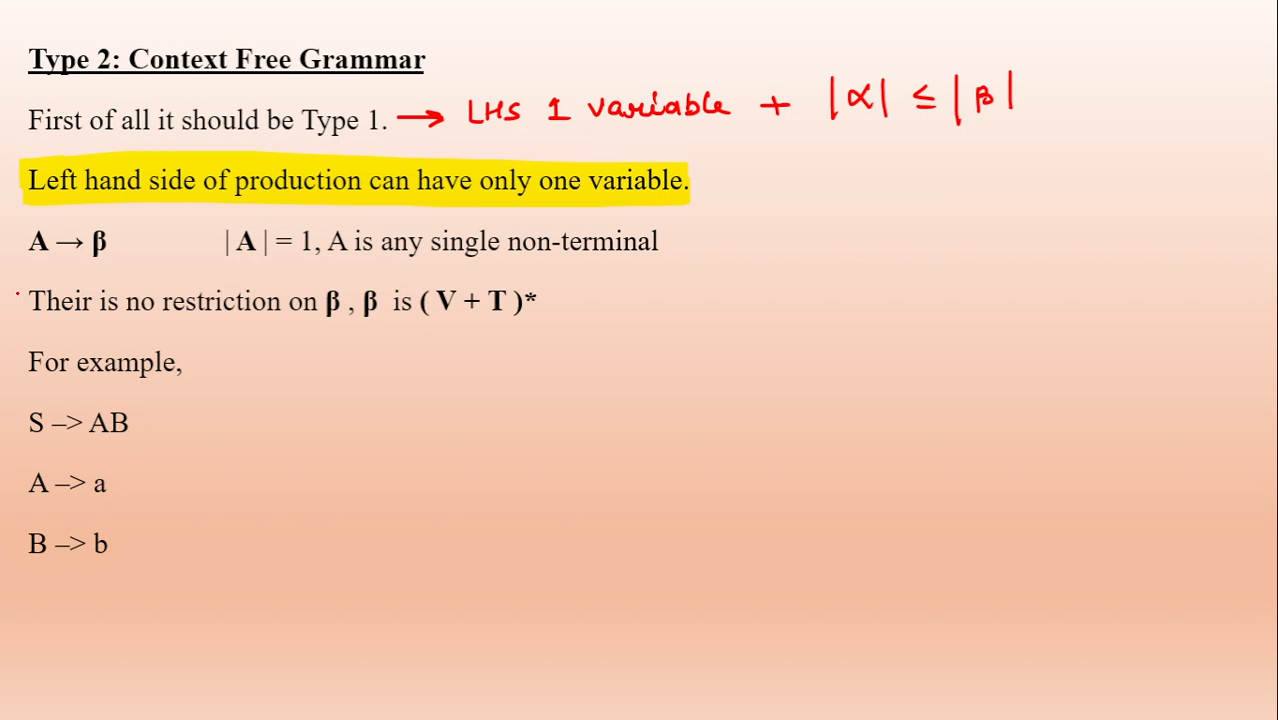 Type 2: Context Free Grammar
First of all it should be Type 1. → LHS 1 variable + |α| ≤ |β|
Left hand side of production can have only one variable.
A → β | A | = 1, A is any single non-terminal
Their is no restriction on β , β is ( V + T )*
For example,
S –> AB
A –> a
B –> b